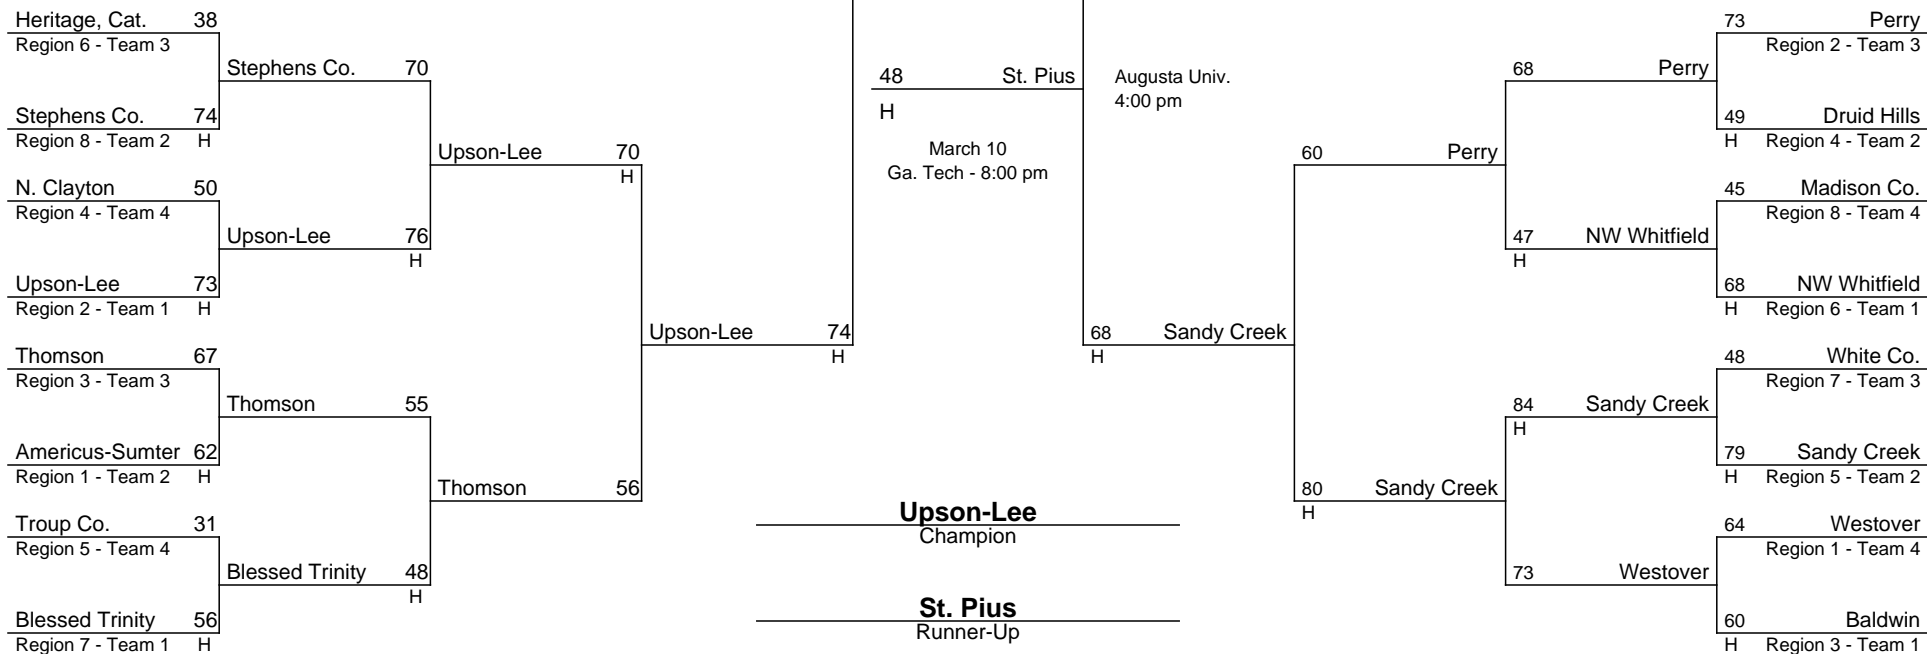 Heritage, Cat. 38
Region 6 - Team 3
Stephens Co. 74
Region 8 - Team 2 H
N. Clayton 50
Region 4 - Team 4
Upson-Lee 73
Region 2 - Team 1 H
Thomson 67
Region 3 - Team 3
Americus-Sumter 62
Region 1 - Team 2 H
Troup Co. 31
Region 5 - Team 4
Blessed Trinity 56
Region 7 - Team 1 H
Stephens Co. 70
Upson-Lee 76
H
Thomson 55
Blessed Trinity 48
H
Upson-Lee 70
H
Thomson 56
Upson-Lee 74
H
48 St. Pius
H
March 10
Ga. Tech - 8:00 pm
Augusta Univ.
4:00 pm
Upson-Lee
Champion
St. Pius
Runner-Up
68 Sandy Creek
H
60 Perry
80 Sandy Creek
H
68 Perry
47 NW Whitfield
H
84 Sandy Creek
H
73 Westover
73 Perry
Region 2 - Team 3
49 Druid Hills
H Region 4 - Team 2
45 Madison Co.
Region 8 - Team 4
68 NW Whitfield
H Region 6 - Team 1
48 White Co.
Region 7 - Team 3
79 Sandy Creek
H Region 5 - Team 2
64 Westover
Region 1 - Team 4
60 Baldwin
H Region 3 - Team 1